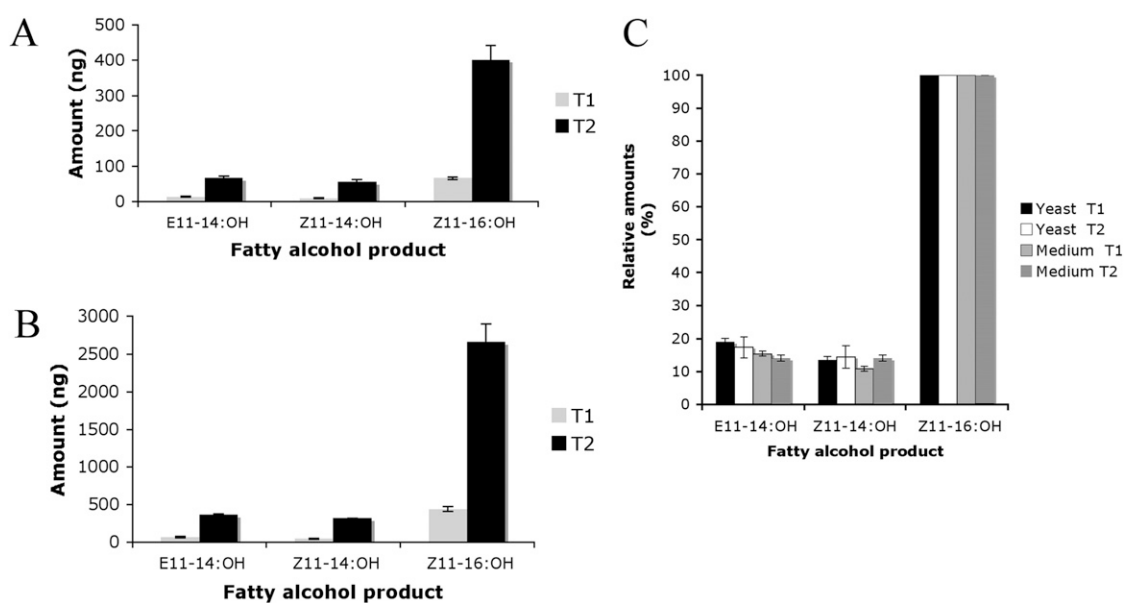 A
500
400
300
200
100
0
Amount (ng)
E11-14:OH Z11-14:OH Z11-16:OH
Fatty alcohol product
T1
T2
B
3000
2500
2000
1500
1000
500
0
Amount (ng)
E11-14:OH Z11-14:OH Z11-16:OH
Fatty alcohol product
T1
T2
C
100
90
80
70
60
50
40
30
20
10
0
Relative amounts
(%)
E11-14:OH Z11-14:OH Z11-16:OH
Fatty alcohol product
Yeast T1
Yeast T2
Medium T1
Medium T2